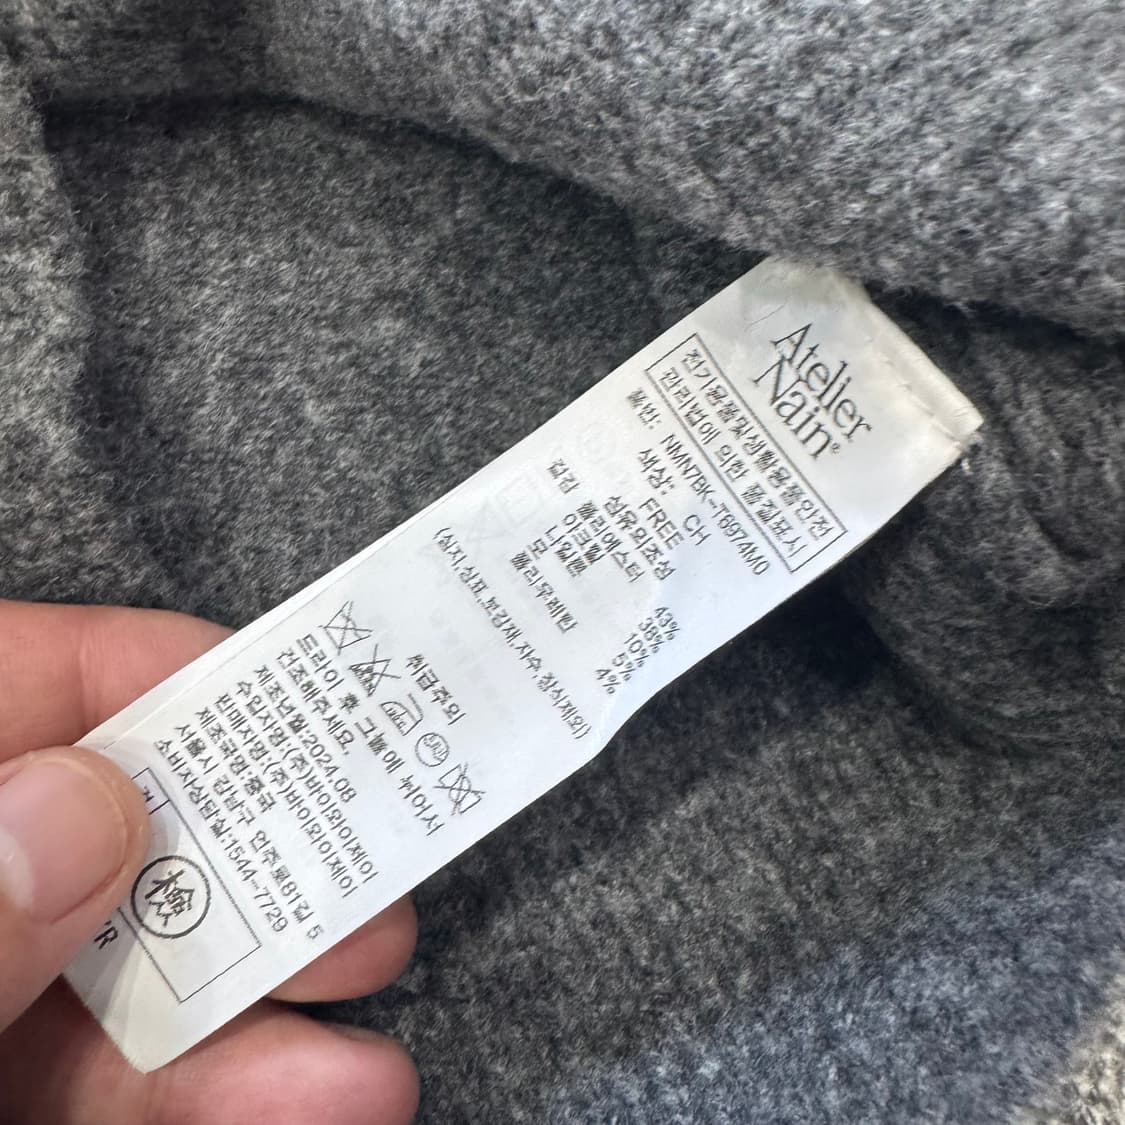 Atelier
Nain®
전기용품및생활용품안전
관리법에 의한 품질표시
품번: NMN7BK-T6974M0
색상: CH
FREE
섬유의조성
겉감 폴리에스터 43%
아크릴 38%
나일론 10%
모 5%
폴리우레탄 4%
(심지,상표,보강재,자수,장식제외)
취급주의
드라이 후 그늘에 뉘어서
건조해주세요.
제조년월:2024.08
수입자명:(주)바이와이제이
판매자명:(주)바이와이제이
제조국명:중국
서울시 강남구 언주로81길 5
소비자상담실:1544-7729
검
檢
R